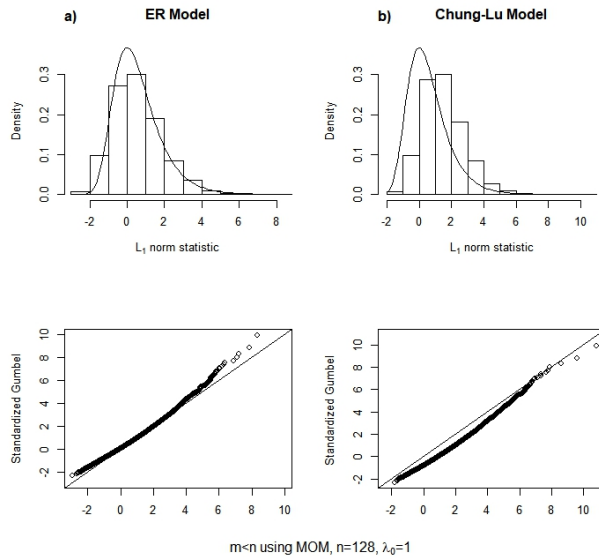 a) ER Model
b) Chung-Lu Model
Density
0.0 0.1 0.2 0.3
-2 0 2 4 6 8
L₁ norm statistic
Density
0.0 0.1 0.2 0.3
-2 0 2 4 6 8 10
L₁ norm statistic
Standardized Gumbel
-2 0 2 4 6 8 10
-2 0 2 4 6 8 10
Standardized Gumbel
-2 0 2 4 6 8 10
-2 0 2 4 6 8 10
m<n using MOM, n=128, λ₀=1